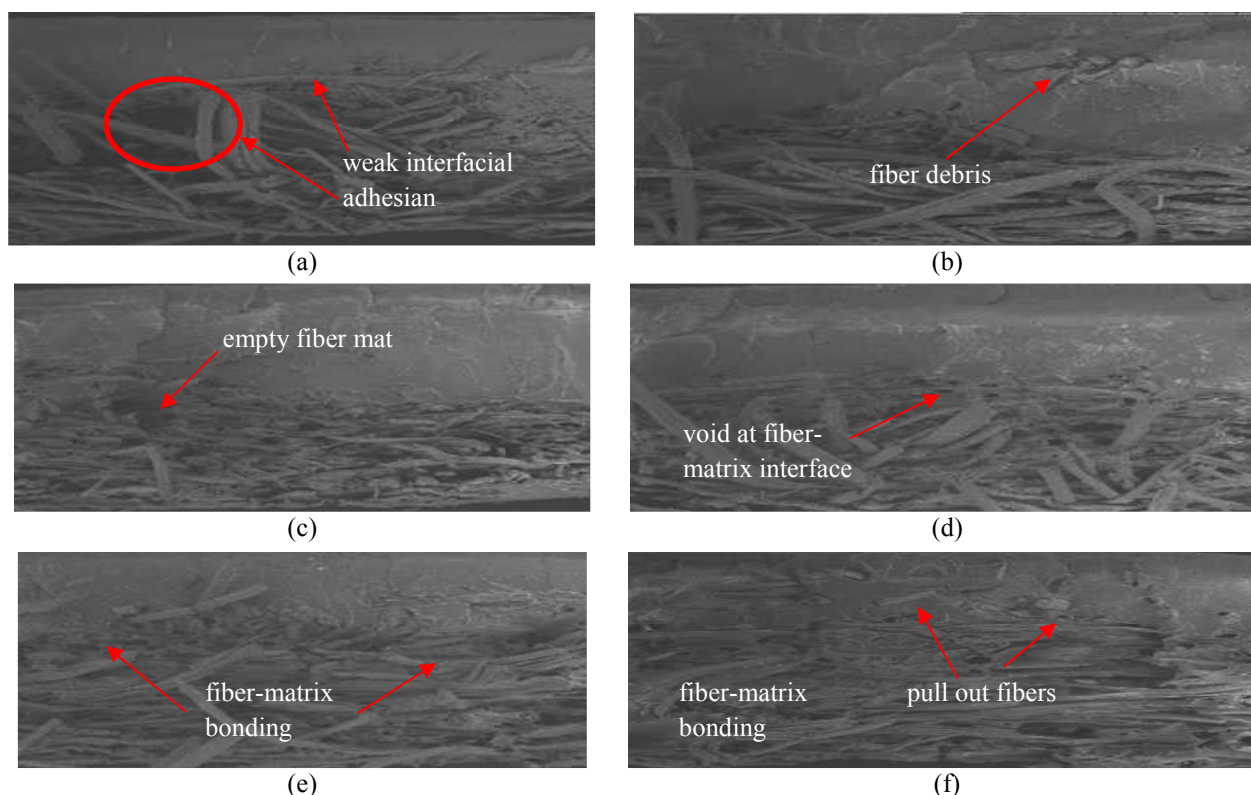 weak interfacial
adhesian
(a)
fiber debris
(b)
empty fiber mat
(c)
void at fiber-
matrix interface
(d)
fiber-matrix
bonding
(e)
fiber-matrix
bonding
pull out fibers
(f)